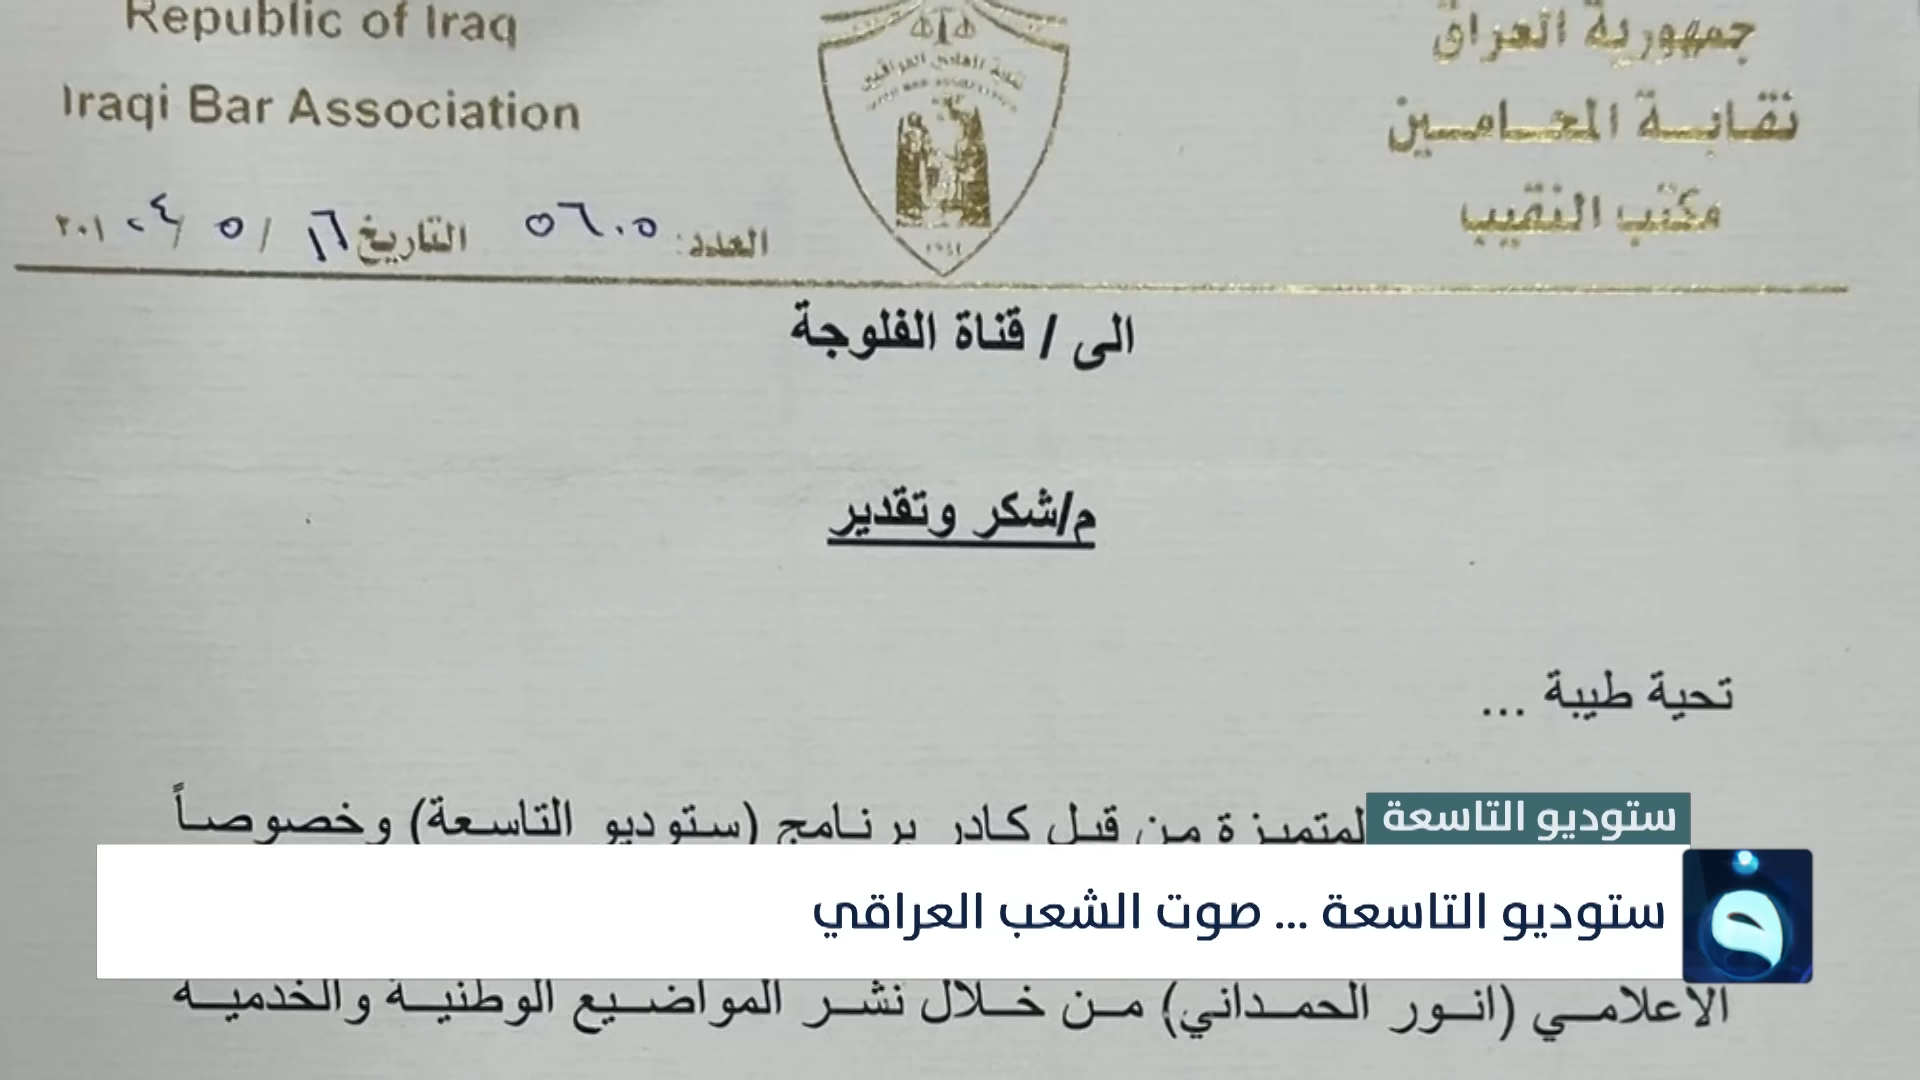 Republic of Iraq
Iraqi Bar Association
جمهورية العراق
نقابة المحامين
مكتب النقيب
العدد: ٥٦٠٥
التاريخ ١٦ / ٥ /
الى / قناة الفلوجة
م/شكر وتقدير
تحية طيبة ...
من قبل كادر برنامج (ستوديو التاسعة) وخصوصاً
ستوديو التاسعة
ستوديو التاسعة ... صوت الشعب العراقي
الاعلامي (انور الحمداني) من خلال نشر المواضيع الوطنية والخدمية